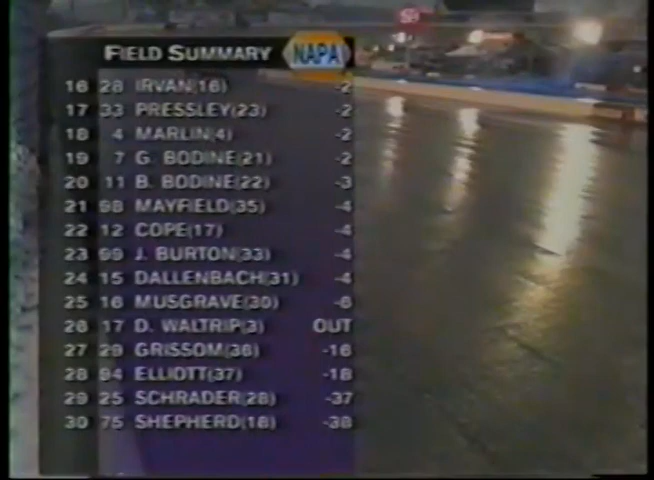 FIELD SUMMARY NAPA
16 28 IRVAN(16) -2
17 33 PRESSLEY(23) -2
18 4 MARLIN(4) -2
19 7 G. BODINE(21) -2
20 11 B. BODINE(22) -3
21 98 MAYFIELD(35) -4
22 12 COPE(17) -4
23 99 J. BURTON(33) -4
24 15 DALLENBACH(31) -4
25 16 MUSGRAVE(30) -6
26 17 D. WALTRIP(3) OUT
27 29 GRISSOM(36) -16
28 94 ELLIOTT(37) -18
29 25 SCHRADER(28) -37
30 75 SHEPHERD(18) -38